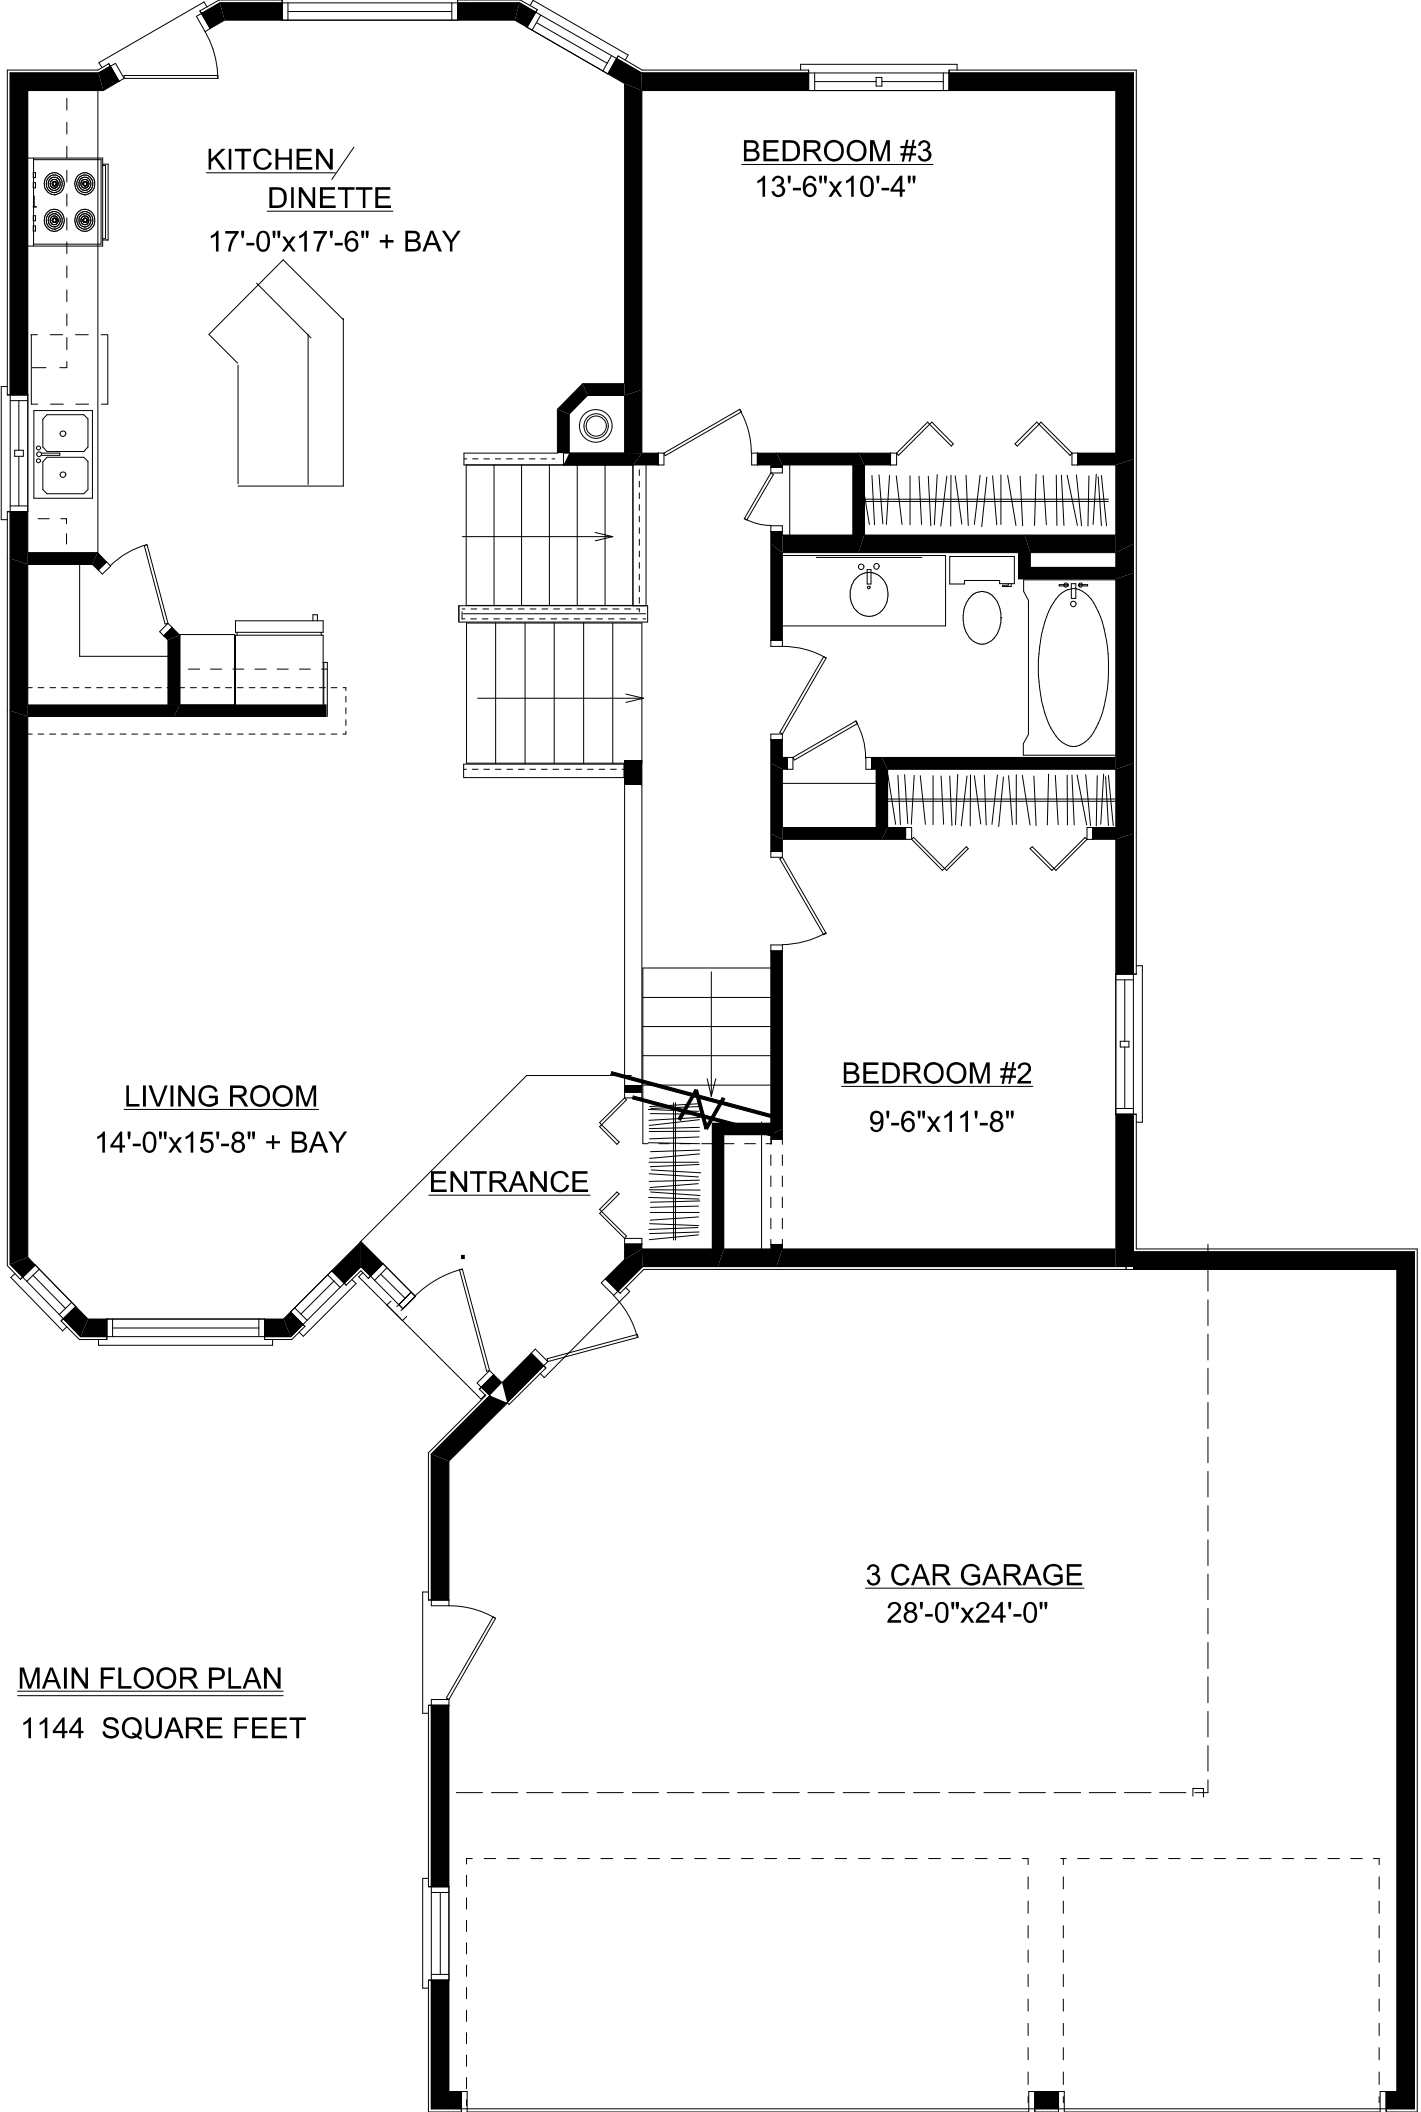 KITCHEN/
DINETTE
17'-0"x17'-6" + BAY
BEDROOM #3
13'-6"x10'-4"
LIVING ROOM
14'-0"x15'-8" + BAY
ENTRANCE
BEDROOM #2
9'-6"x11'-8"
3 CAR GARAGE
28'-0"x24'-0"
MAIN FLOOR PLAN
1144 SQUARE FEET